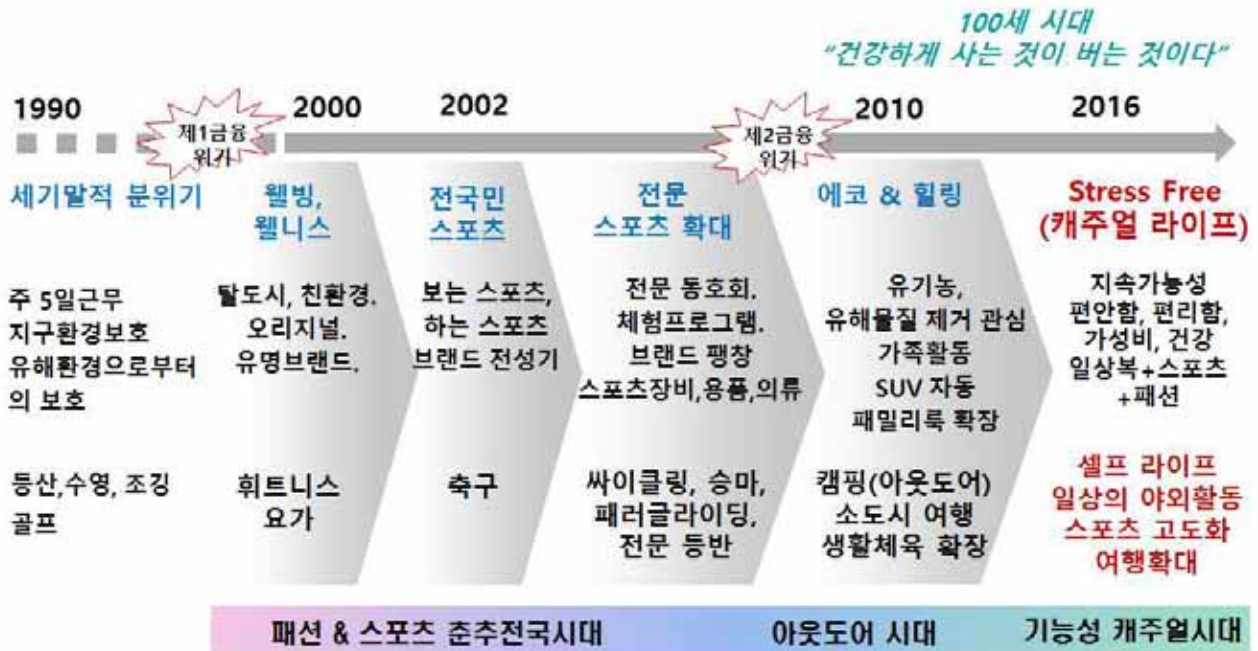 100세 시대
“건강하게 사는 것이 버는 것이다”
1990
2000
2002
2010
2016
제1금융
위기
제2금융
위기
세기말적 분위기
주 5일근무
지구환경보호
유해환경으로부터
의 보호
등산,수영, 조깅
골프
웰빙,
웰니스
탈도시, 친환경.
오리지널.
유명브랜드.
휘트니스
요가
전국민
스포츠
보는 스포츠,
하는 스포츠
브랜드 전성기
축구
전문
스포츠 확대
전문 동호회.
체험프로그램.
브랜드 팽창
스포츠장비,용품,의류
싸이클링, 승마,
패러글라이딩,
전문 등반
에코 & 힐링
유기농,
유해물질 제거 관심
가족활동
SUV 자동
패밀리룩 확장
캠핑(아웃도어)
소도시 여행
생활체육 확장
Stress Free
(캐주얼 라이프)
지속가능성
편안함, 편리함,
가성비, 건강
일상복+스포츠
+패션
셀프 라이프
일상의 야외활동
스포츠 고도화
여행확대
패션 & 스포츠 춘추전국시대
아웃도어 시대
기능성 캐주얼시대